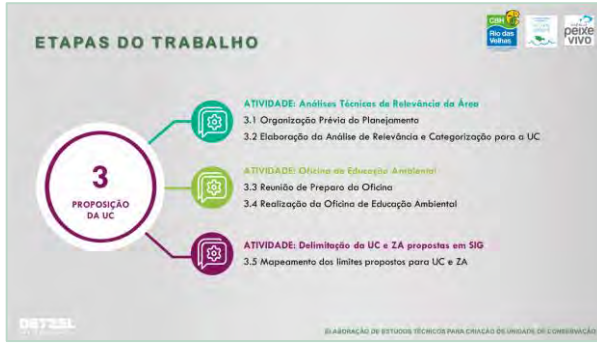 ETAPAS DO TRABALHO
CBH
Rio das
Velhas
peixe
vivo
ATIVIDADE: Análises Técnicas de Relevância da Área
3.1 Organização Prévia do Planejamento
3.2 Elaboração da Análise de Relevância e Categorização para a UC
3
PROPOSIÇÃO
DA UC
ATIVIDADE: Oficina de Educação Ambiental
3.3 Reunião de Preparo da Oficina
3.4 Realização da Oficina de Educação Ambiental
ATIVIDADE: Delimitação da UC e ZA propostas em SIG
3.5 Mapeamento dos limites propostos para UC e ZA
DETZEL
ELABORAÇÃO DE ESTUDOS TÉCNICOS PARA CRIAÇÃO DE UNIDADE DE CONSERVAÇÃO